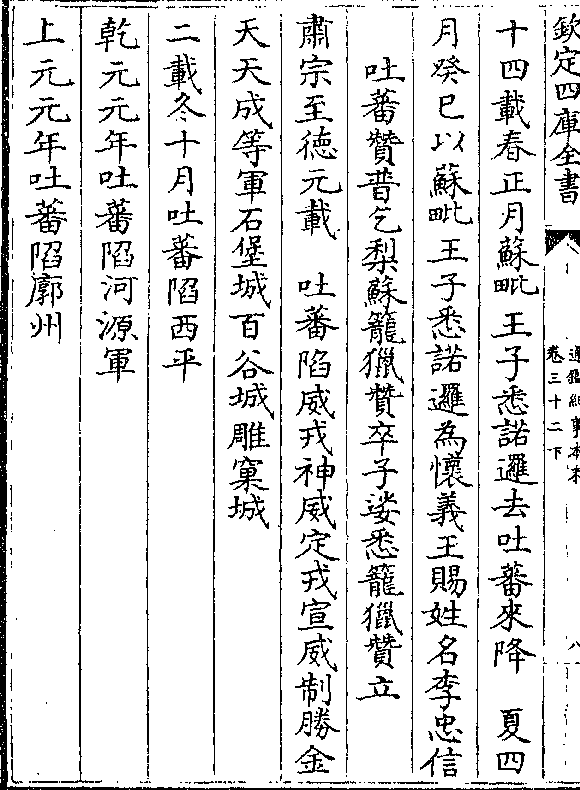 欽定四庫全書
通鑑紀事本末
卷三十二下
八
十四載春正月蘇毗王子悉諾邏去吐蕃來降　夏四
月癸巳以蘇毗王子悉諾邏為懷義王賜姓名李忠信
吐蕃贊普乞梨蘇籠獵贊卒子娑悉籠獵贊立
肅宗至德元載　吐蕃陷威戎神威定戎宣威制勝金
天天成等軍石堡城百谷城雕窠城
二載冬十月吐蕃陷西平
乾元元年吐蕃陷河源軍
上元元年吐蕃陷廓州